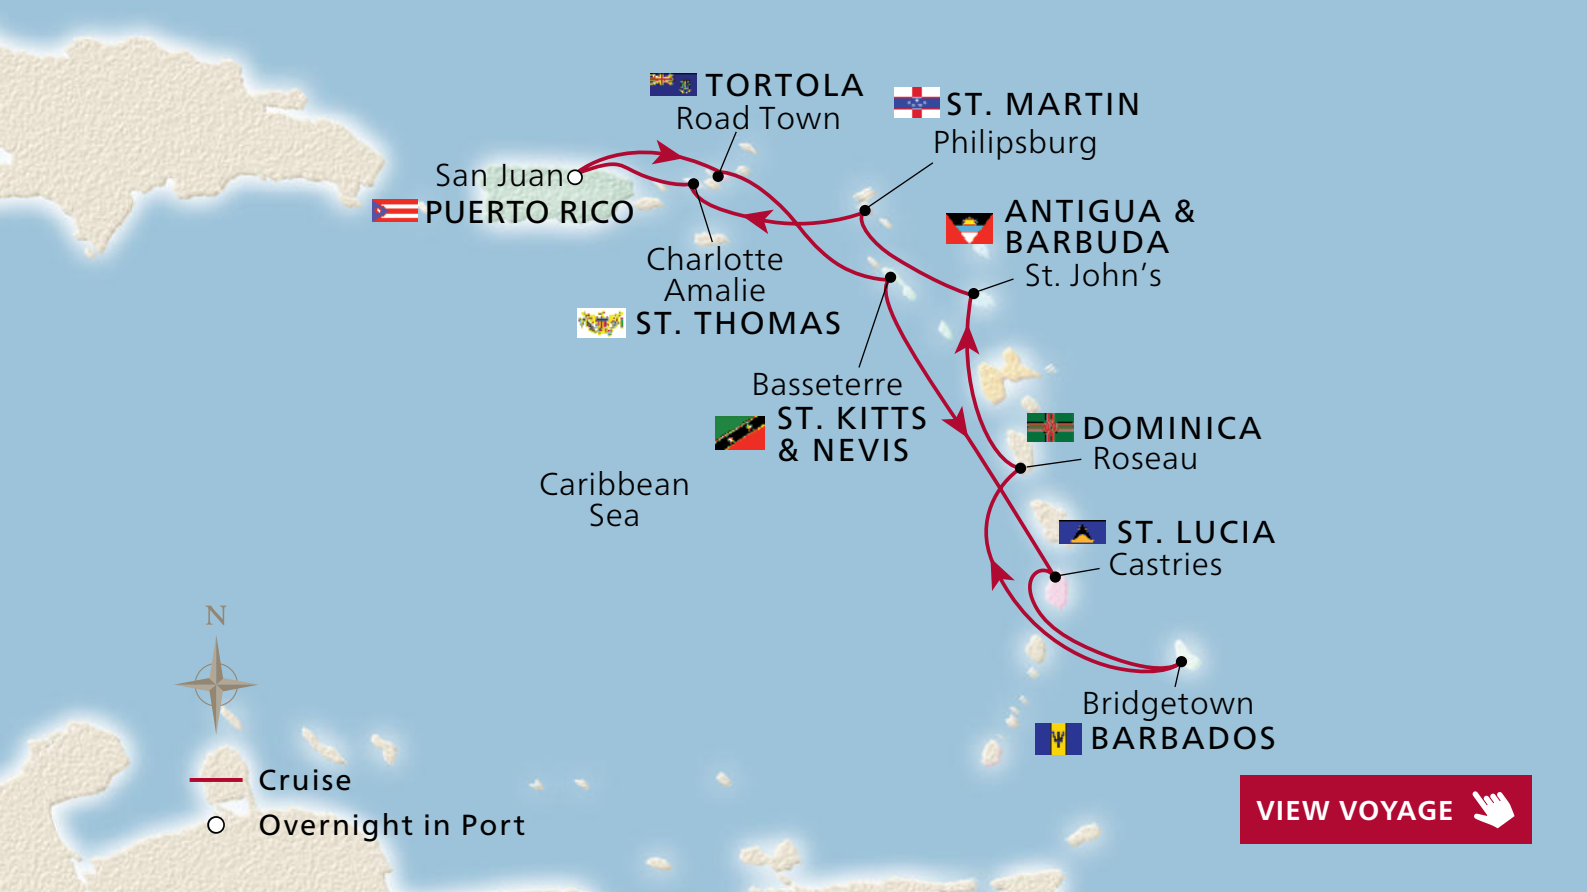 TORTOLA
Road Town
ST. MARTIN
Philipsburg
San Juan
PUERTO RICO
ANTIGUA &
BARBUDA
St. John's
Charlotte
Amalie
ST. THOMAS
Basseterre
ST. KITTS
& NEVIS
DOMINICA
Roseau
Caribbean
Sea
ST. LUCIA
Castries
N
Bridgetown
BARBADOS
Cruise
Overnight in Port
VIEW VOYAGE